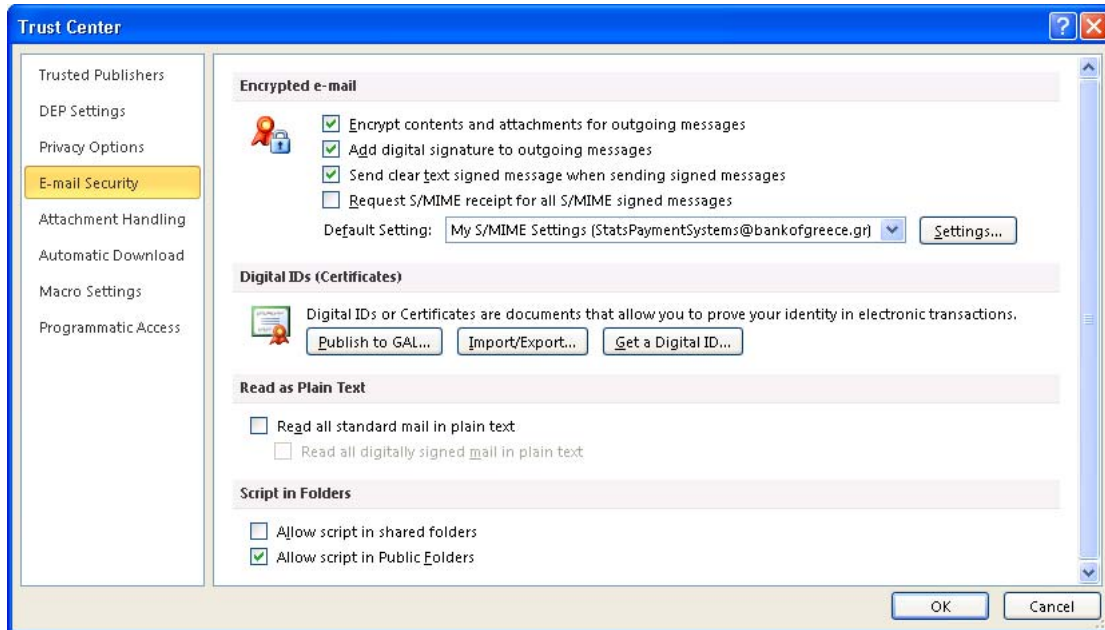 Trust Center
Trusted Publishers
DEP Settings
Privacy Options
E-mail Security
Attachment Handling
Automatic Download
Macro Settings
Programmatic Access
Encrypted e-mail
Encrypt contents and attachments for outgoing messages
Add digital signature to outgoing messages
Send clear text signed message when sending signed messages
Request S/MIME receipt for all S/MIME signed messages
Default Setting: My S/MIME Settings (StatsPaymentSystems@bankofgreece.gr) Settings...
Digital IDs (Certificates)
Digital IDs or Certificates are documents that allow you to prove your identity in electronic transactions.
Publish to GAL... Import/Export... Get a Digital ID...
Read as Plain Text
Read all standard mail in plain text
Read all digitally signed mail in plain text
Script in Folders
Allow script in shared folders
Allow script in Public Folders
OK Cancel